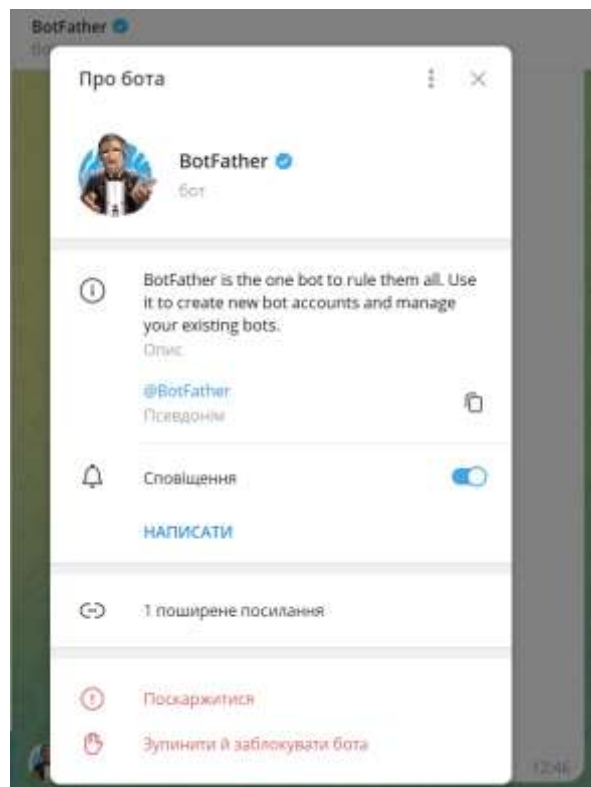 BotFather
бот
Про бота
BotFather
бот
BotFather is the one bot to rule them all. Use
it to create new bot accounts and manage
your existing bots.
Опис
@BotFather
Псевдонім
Сповіщення
НАПИСАТИ
1 поширене посилання
Поскаржитися
Зупинити й заблокувати бота
12:46